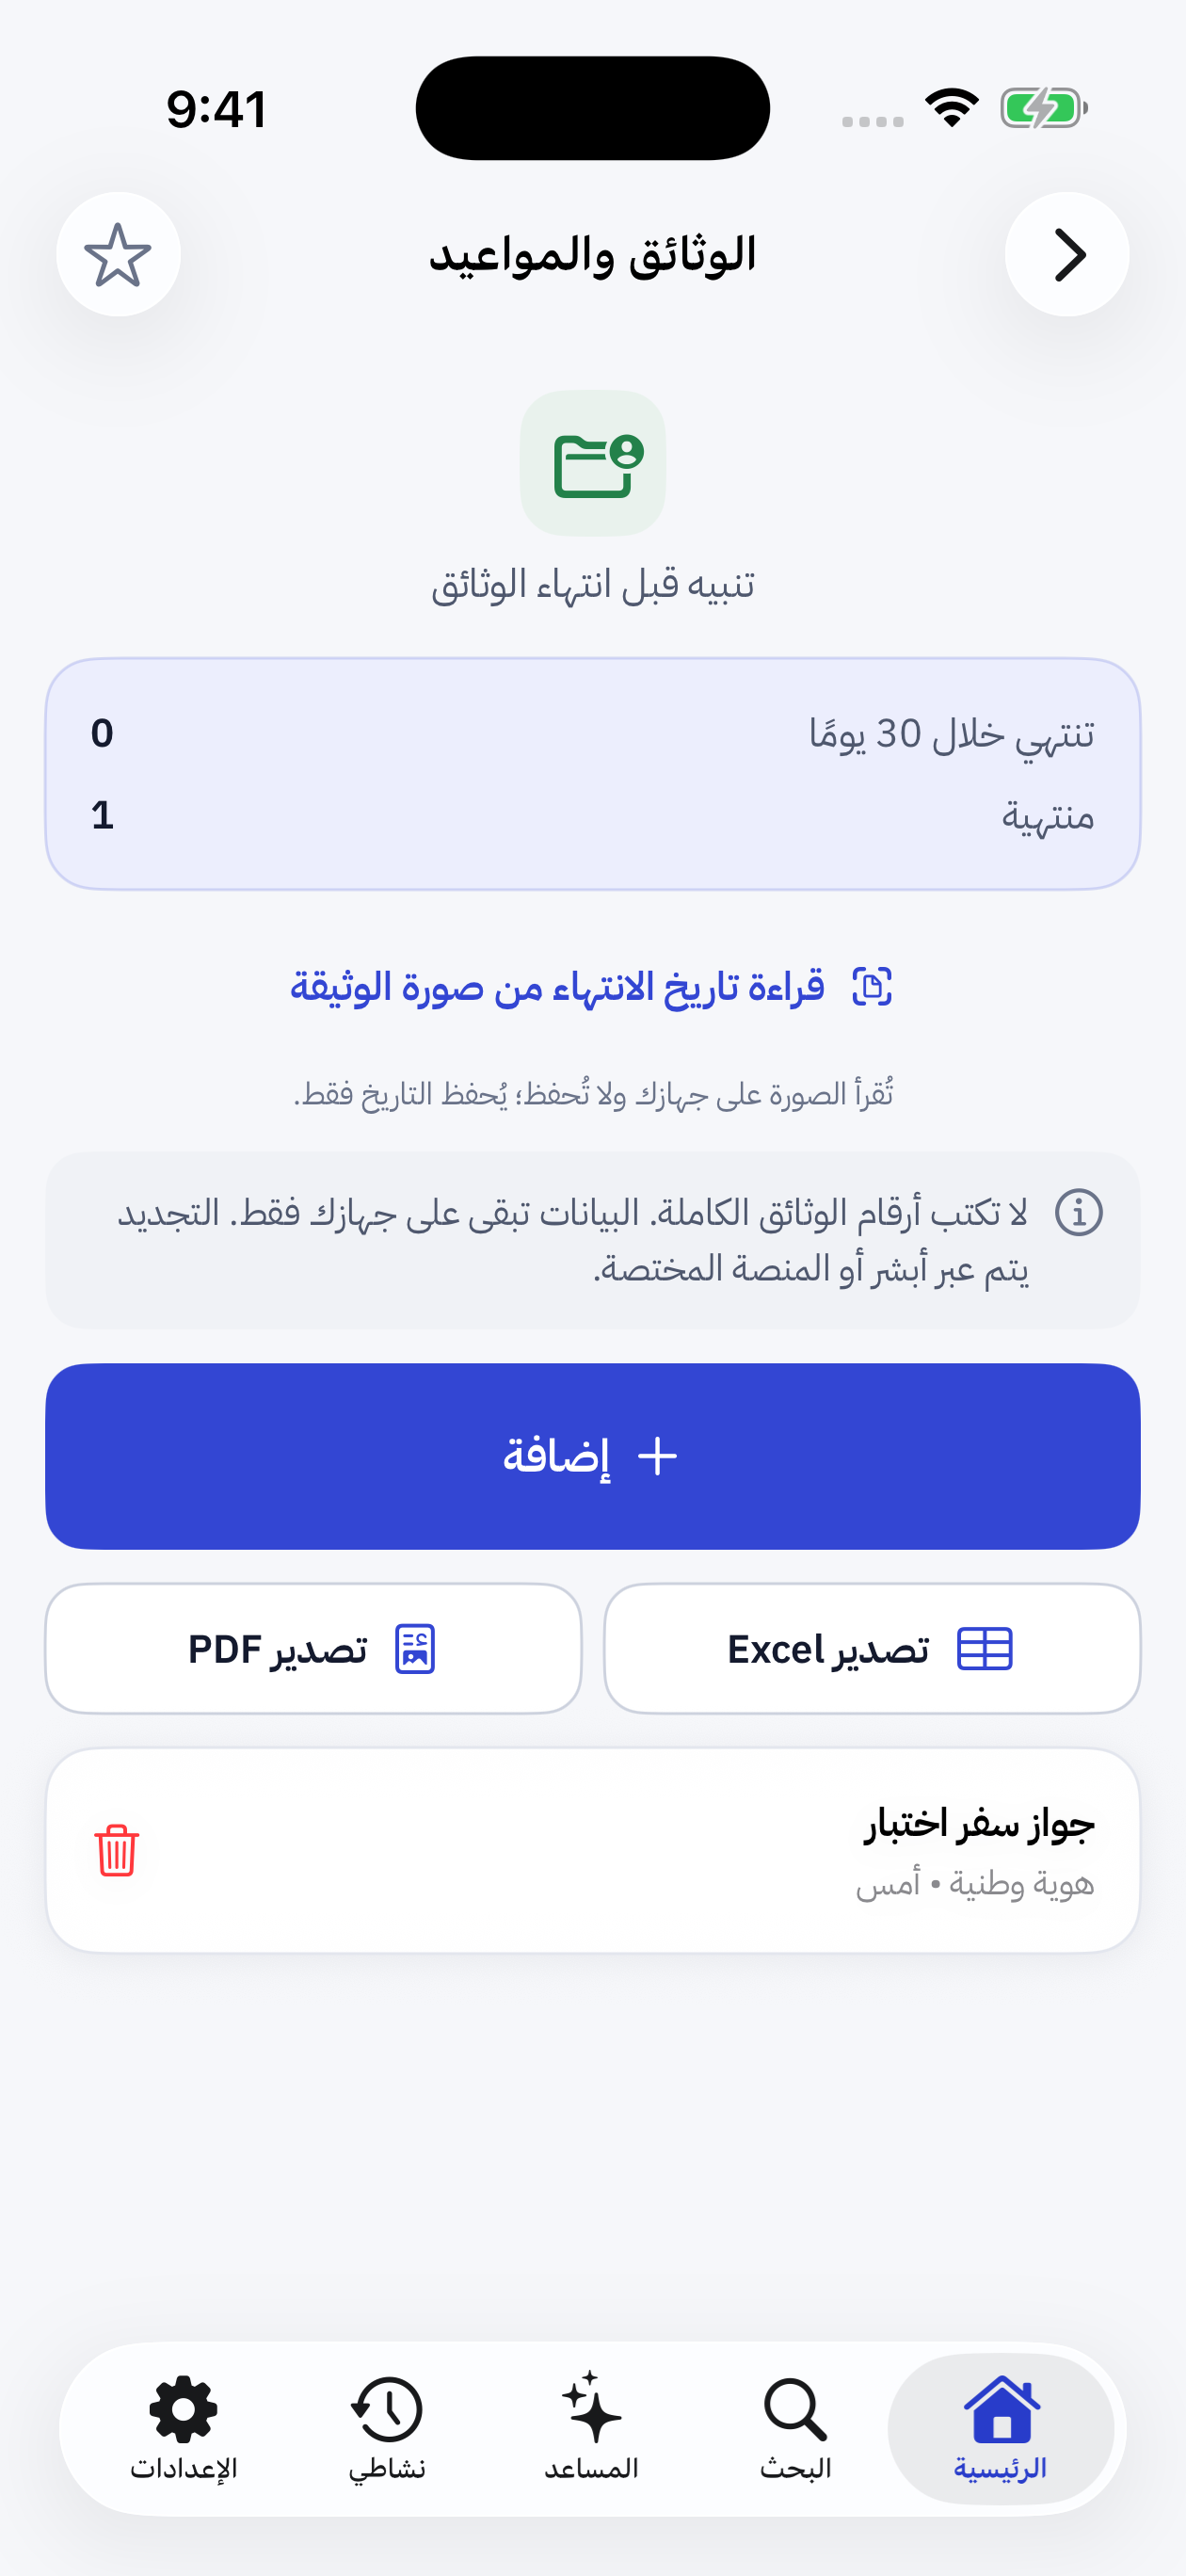 9:41
الوثائق والمواعيد
تنبيه قبل انتهاء الوثائق
تنتهي خلال 30 يومًا 0
منتهية 1
قراءة تاريخ الانتهاء من صورة الوثيقة
تُقرأ الصورة على جهازك ولا تُحفظ؛ يُحفظ التاريخ فقط.
لا تكتب أرقام الوثائق الكاملة. البيانات تبقى على جهازك فقط. التجديد
يتم عبر أبشر أو المنصة المختصة.
إضافة
تصدير Excel
تصدير PDF
جواز سفر اختبار
هوية وطنية • أمس
الرئيسية
البحث
المساعد
نشاطي
الإعدادات